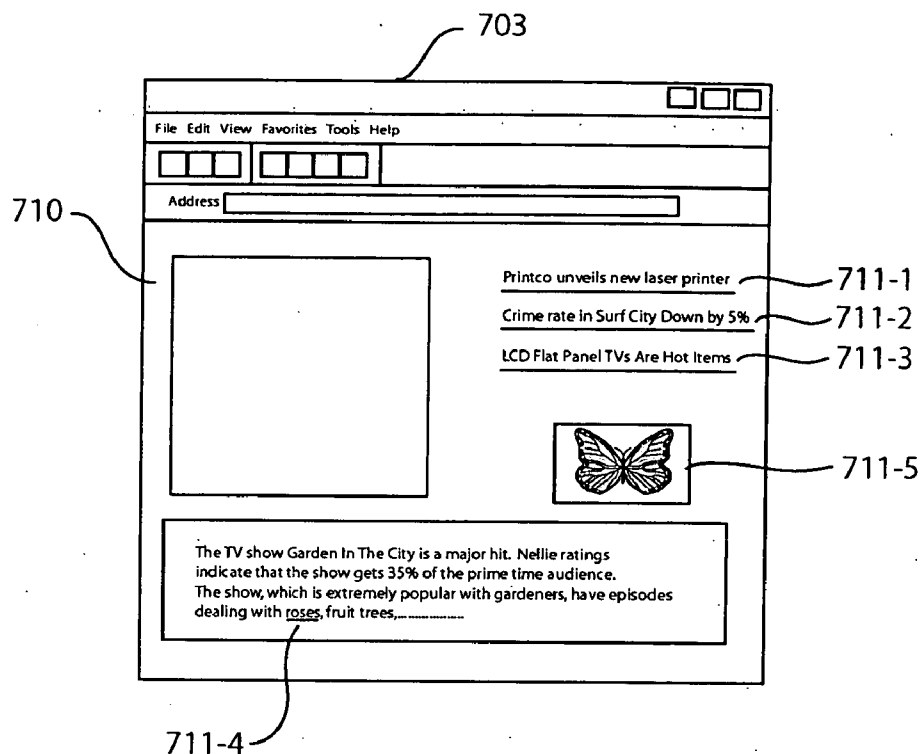 703
File Edit View Favorites Tools Help
Address
710
Printco unveils new laser printer
711-1
Crime rate in Surf City Down by 5%
711-2
LCD Flat Panel TVs Are Hot Items
711-3
711-5
The TV show Garden In The City is a major hit. Nellie ratings
indicate that the show gets 35% of the prime time audience.
The show, which is extremely popular with gardeners, have episodes
dealing with roses, fruit trees,..................
711-4